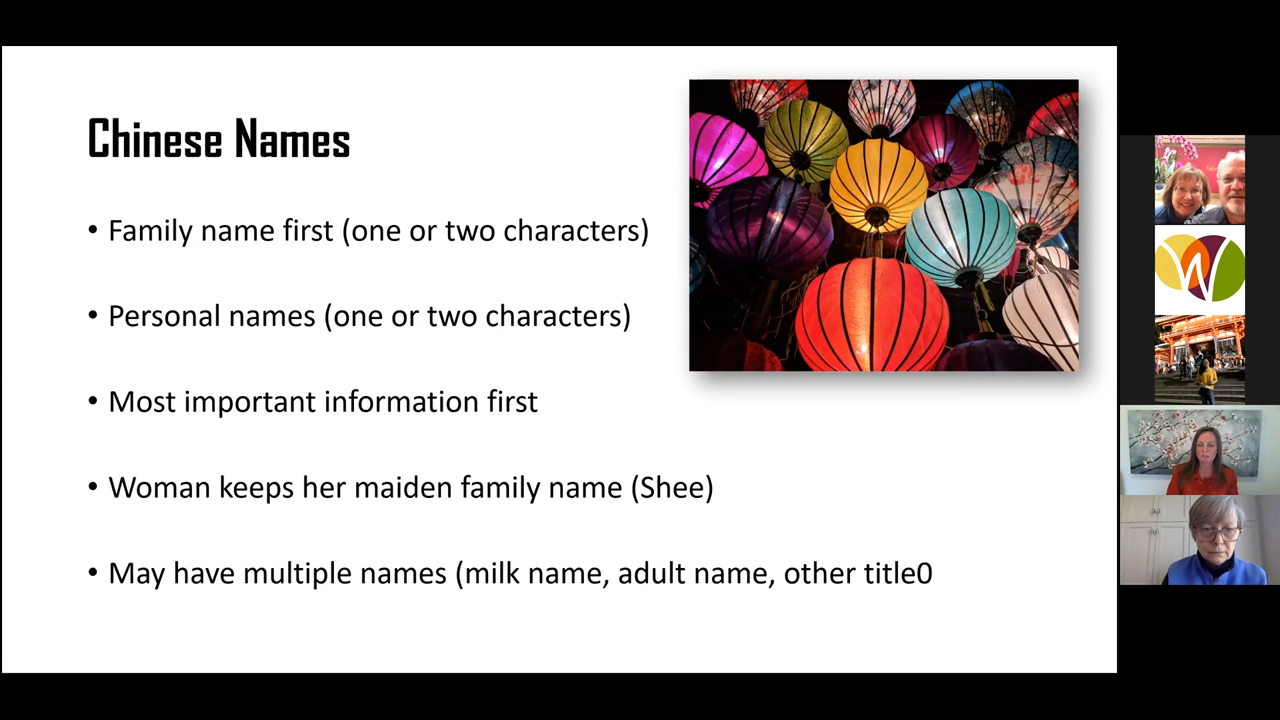 Chinese Names
• Family name first (one or two characters)
• Personal names (one or two characters)
• Most important information first
• Woman keeps her maiden family name (Shee)
• May have multiple names (milk name, adult name, other title0